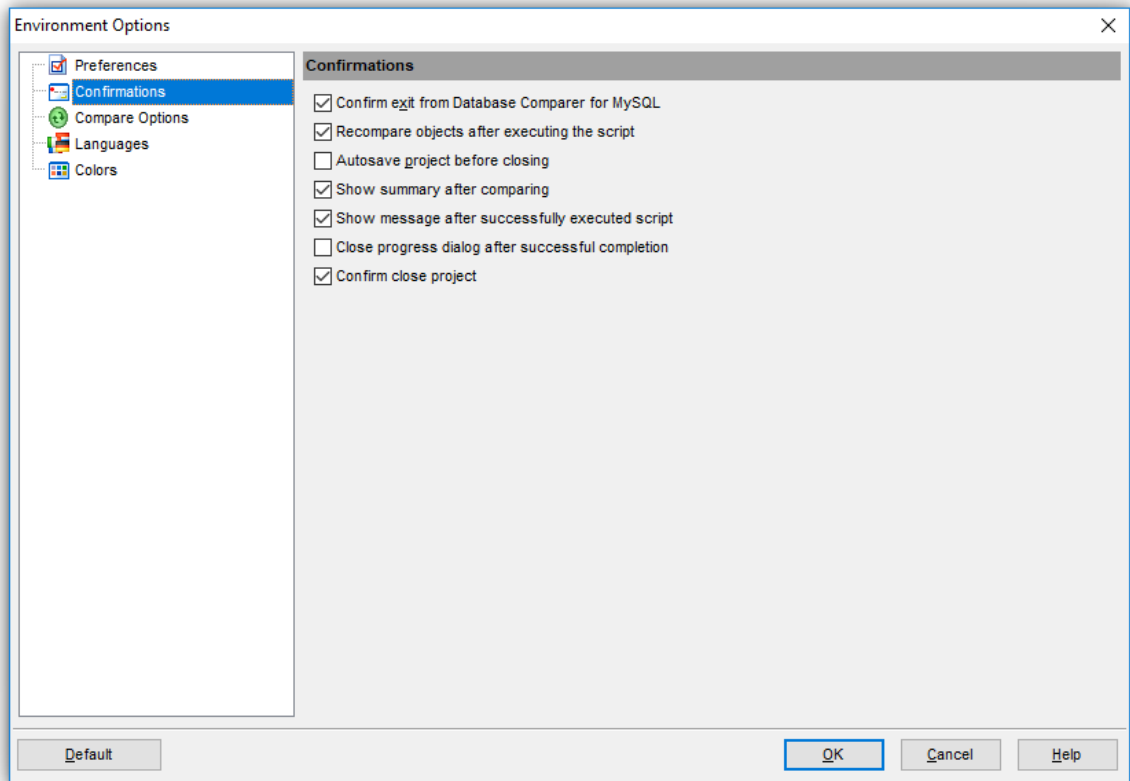 Environment Options
Preferences
Confirmations
Compare Options
Languages
Colors
Confirmations
Confirm exit from Database Comparer for MySQL
Recompare objects after executing the script
Autosave project before closing
Show summary after comparing
Show message after successfully executed script
Close progress dialog after successful completion
Confirm close project
Default
OK
Cancel
Help